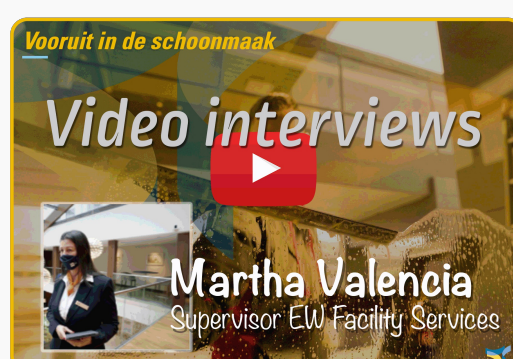 Vooruit in de schoonmaak
Video interviews
Martha Valencia
Supervisor EW Facility Services